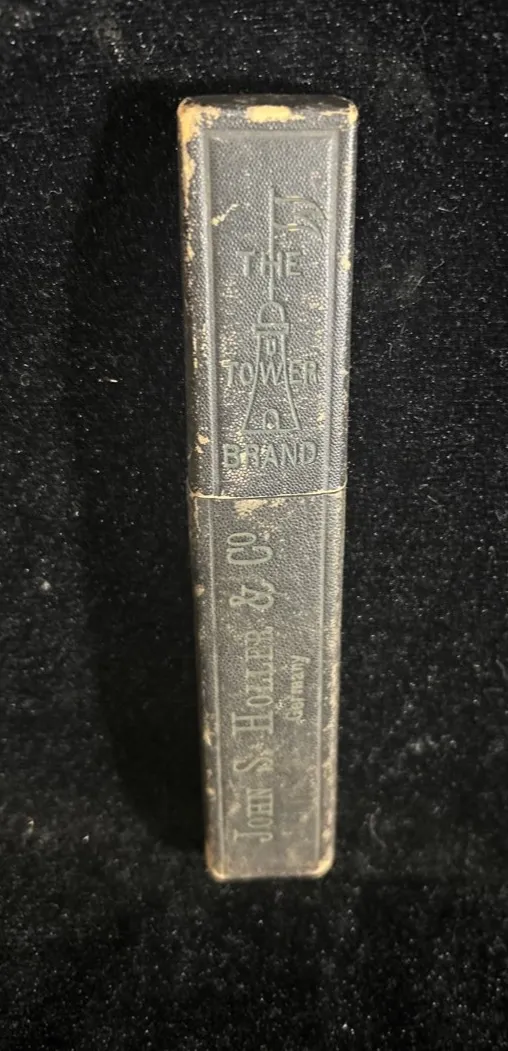 THE
TOWER
BRAND
JOHN S. HOLLER & CO.
Germany